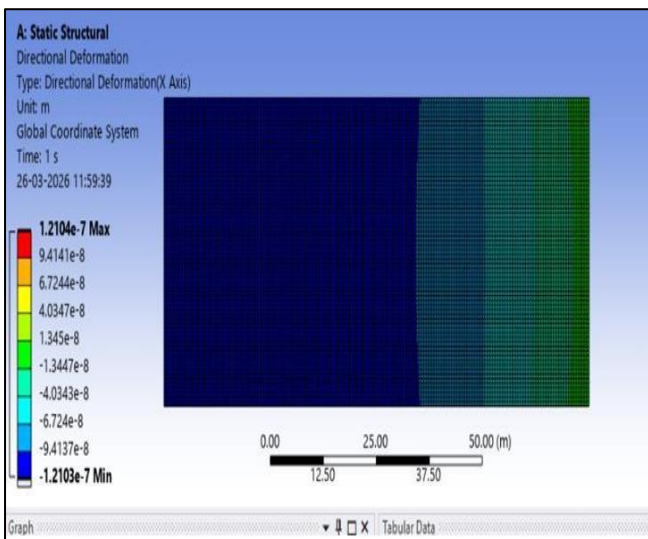 A: Static Structural
Directional Deformation
Type: Directional Deformation(X Axis)
Unit: m
Global Coordinate System
Time: 1 s
26-03-2026 11:59:39
1.2104e-7 Max
9.4141e-8
6.7244e-8
4.0347e-8
1.345e-8
-1.3447e-8
-4.0343e-8
-6.724e-8
-9.4137e-8
-1.2103e-7 Min
0.00 25.00 50.00 (m)
12.50 37.50
Graph Tabular Data